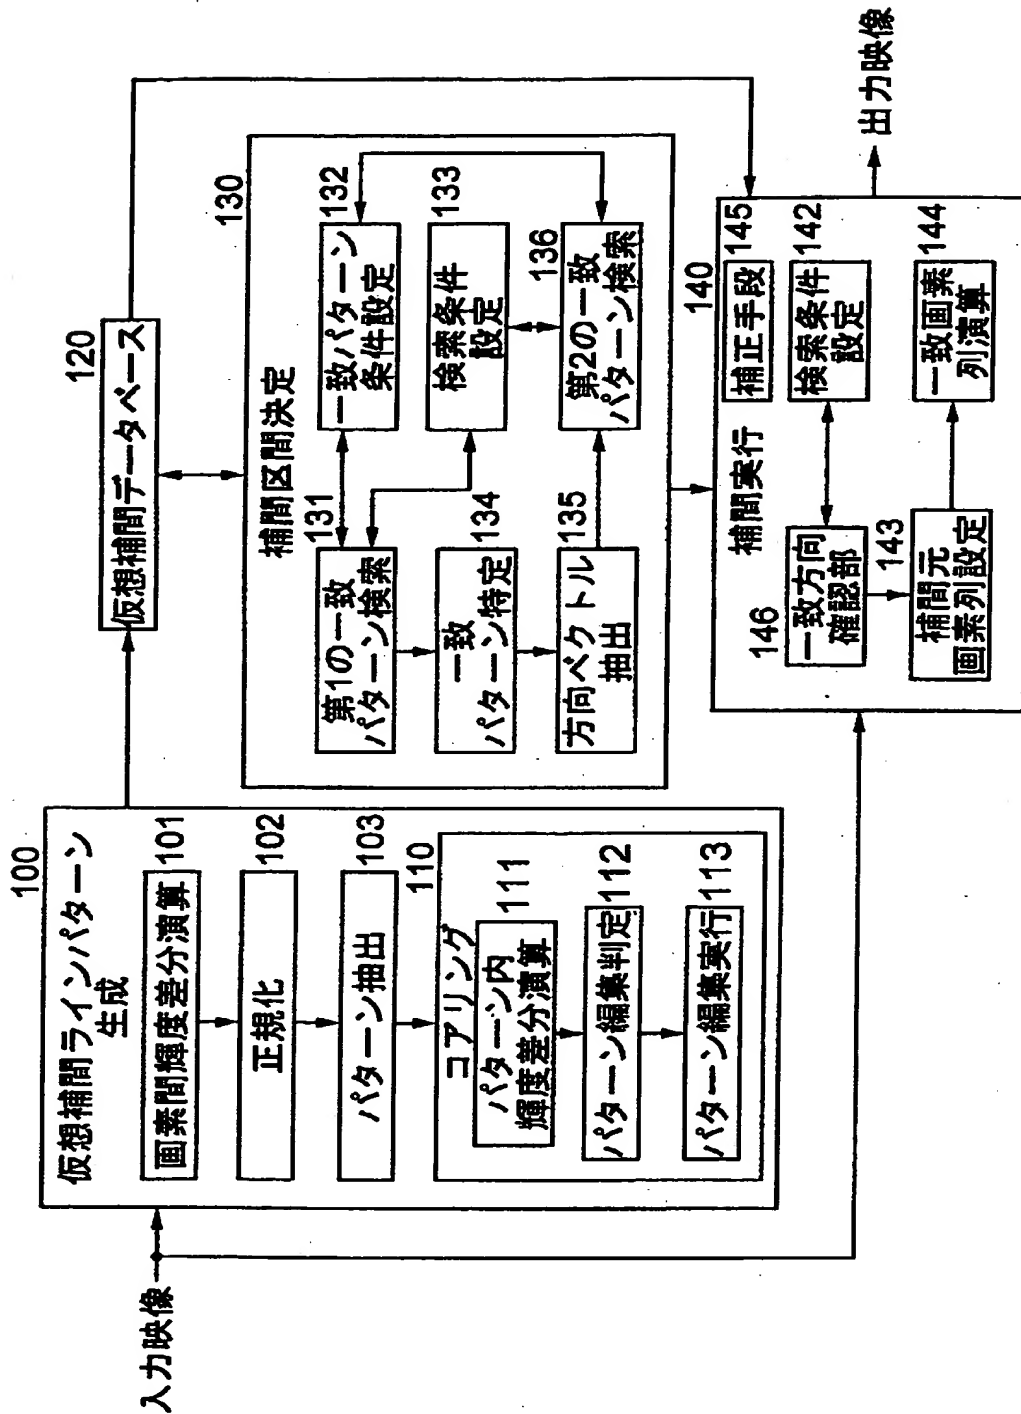 入力映像
100
仮想補間ラインパターン
生成
画素間輝度差分演算
101
正規化
102
パターン抽出
103
110
コアリング
パターン内
輝度差分演算
111
パターン編集判定
112
パターン編集実行
113
仮想補間データベース
120
130
補間区間決定
131
第1の一致
パターン検索
132
一致パターン
条件設定
133
検索条件
設定
134
一致
パターン特定
135
方向ベクトル
抽出
136
第2の一致
パターン検索
140
補間実行
補正手段
145
検索条件
設定
142
146
一致方向
確認部
143
補間元
画素列設定
一致画素
列演算
144
出力映像